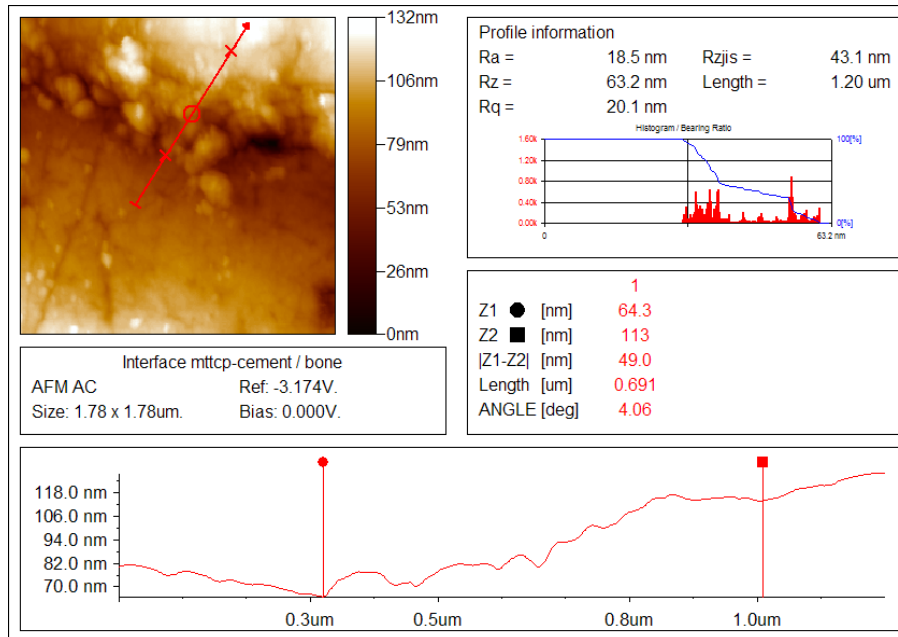 132nm
106nm
79nm
53nm
26nm
0nm
Profile information
Ra = 18.5 nm Rzjis = 43.1 nm
Rz = 63.2 nm Length = 1.20 um
Rq = 20.1 nm
Histogram / Bearing Ratio
1.60k 100[%]
1.20k
0.80k
0.40k
0.00k 0[%]
0 63.2 nm
Interface mttcp-cement / bone
AFM AC Ref: -3.174V.
Size: 1.78 x 1.78um. Bias: 0.000V.
1
Z1 [nm] 64.3
Z2 [nm] 113
|Z1-Z2| [nm] 49.0
Length [um] 0.691
ANGLE [deg] 4.06
118.0 nm
106.0 nm
94.0 nm
82.0 nm
70.0 nm
0.3um 0.5um 0.8um 1.0um